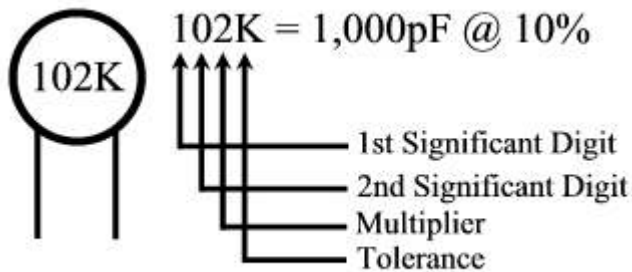 102K
102K = 1,000pF @ 10%
1st Significant Digit
2nd Significant Digit
Multiplier
Tolerance